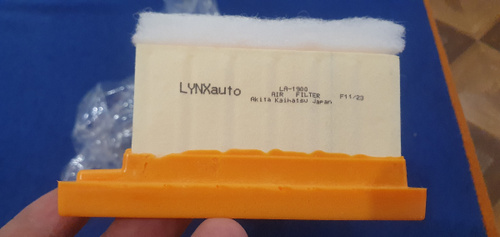 LYNXauto
LA-1900
AIR FILTER
F11/23
Akita Kaihatsu Japan